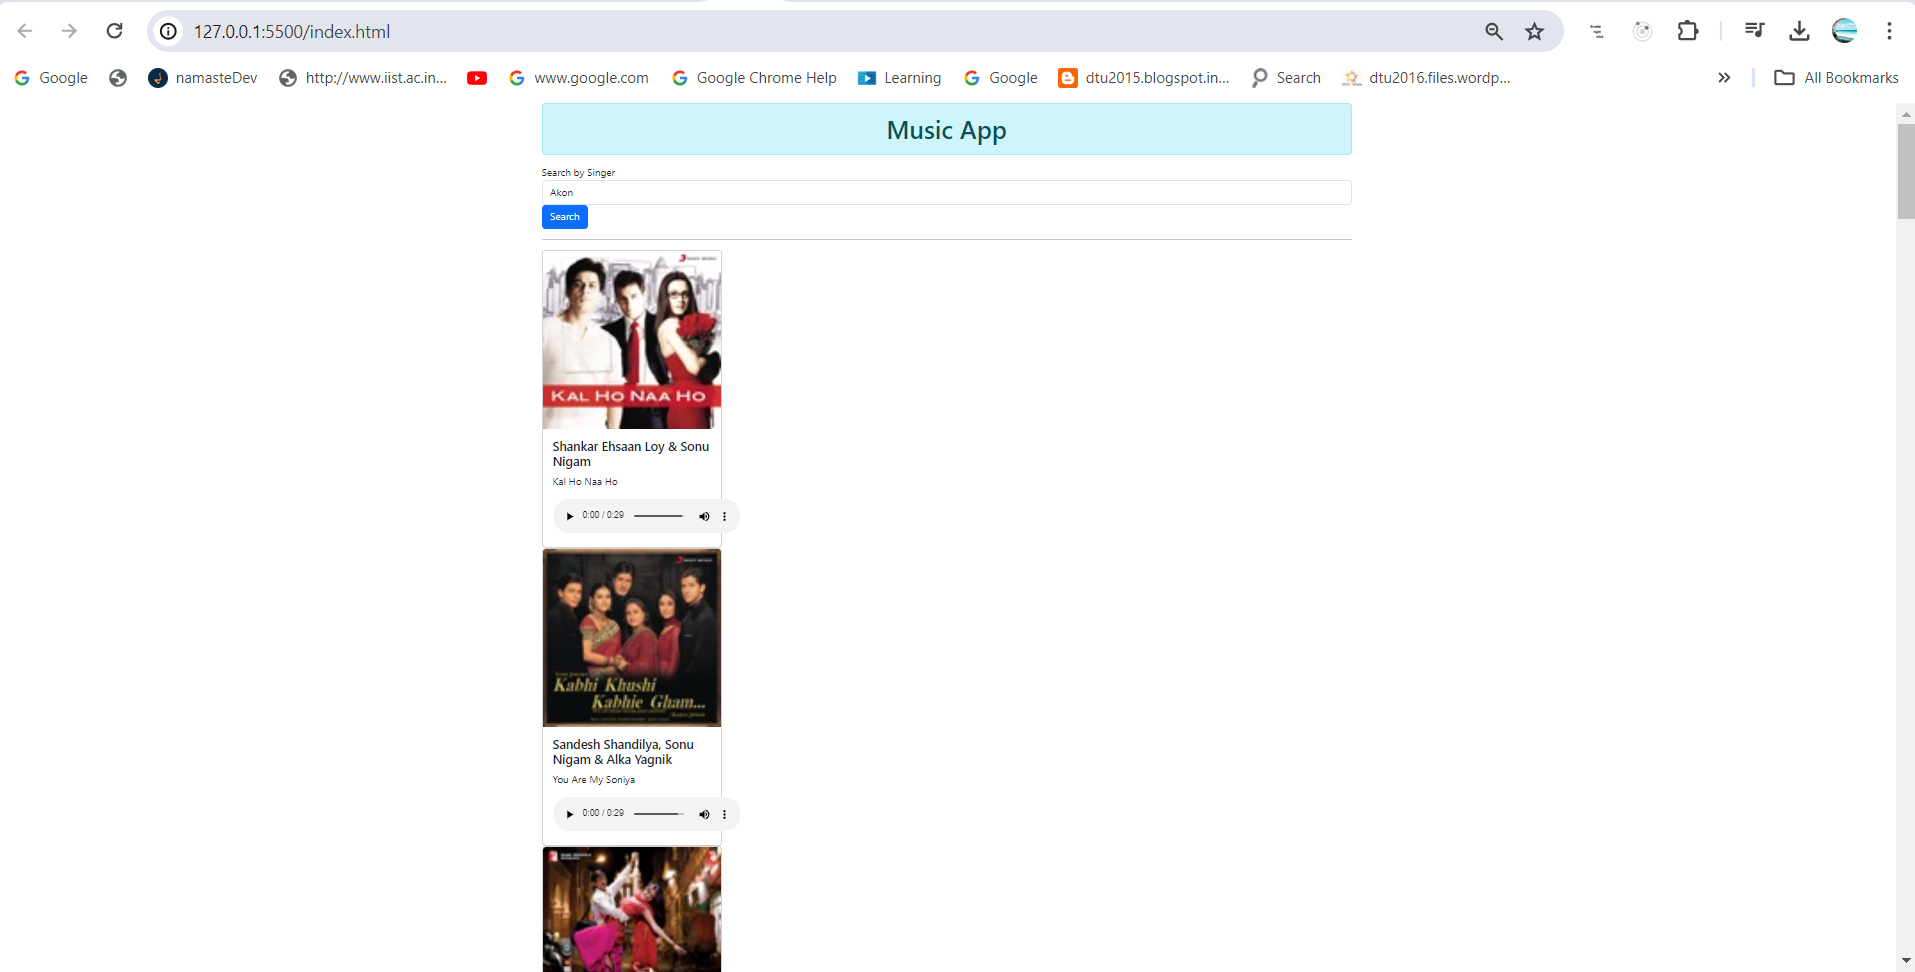 127.0.0.1:5500/index.html
Google
namasteDev
http://www.iist.ac.in...
www.google.com
Google Chrome Help
Learning
Google
dtu2015.blogspot.in...
Search
dtu2016.files.wordp...
All Bookmarks
Music App
Search by Singer
Akon
Search
KAL HO NAA HO
Shankar Ehsaan Loy & Sonu
Nigam
Kal Ho Naa Ho
0:00 / 0:29
Kabhi Khushi
Kabhie Gham...
Sandesh Shandilya, Sonu
Nigam & Alka Yagnik
You Are My Soniya
0:00 / 0:29